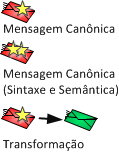 Mensagem Canônica
Mensagem Canônica
(Sintaxe e Semântica)
Transformação